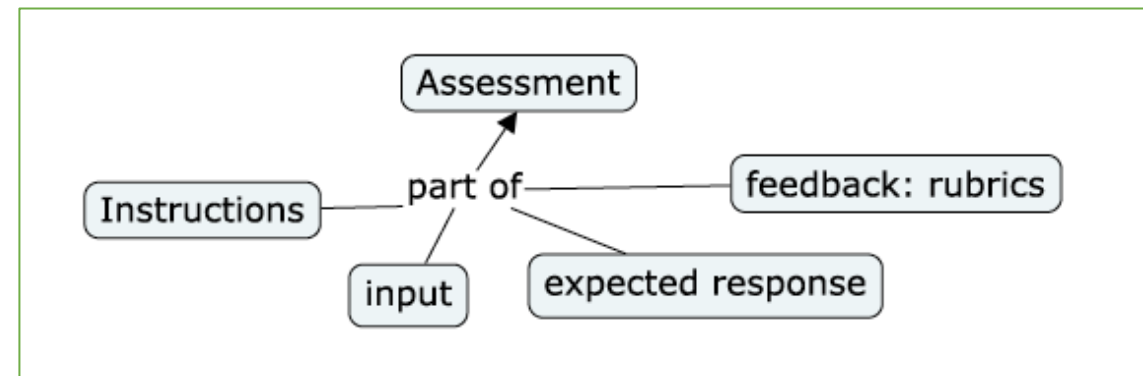 Assessment
part of
feedback: rubrics
Instructions
expected response
input